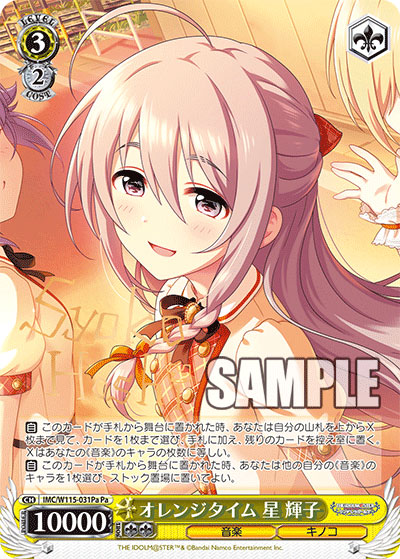 LEVEL
3
2
COST
SAMPLE
自 このカードが手札から舞台に置かれた時、あなたは自分の山札を上からX
枚まで見て、カードを1枚まで選び、手札に加え、残りのカードを控え室に置く。
Xはあなたの《音楽》のキャラの枚数に等しい。
自 このカードが手札から舞台に置かれた時、あなたは他の自分の《音楽》の
キャラを1枚選び、ストック置場に置いてよい。
CH IMC/W115-031Pa Pa
オレンジタイム 星 輝子
10000
音楽
キノコ
THE IDOLM@STER™&©Bandai Namco Entertainment Inc.